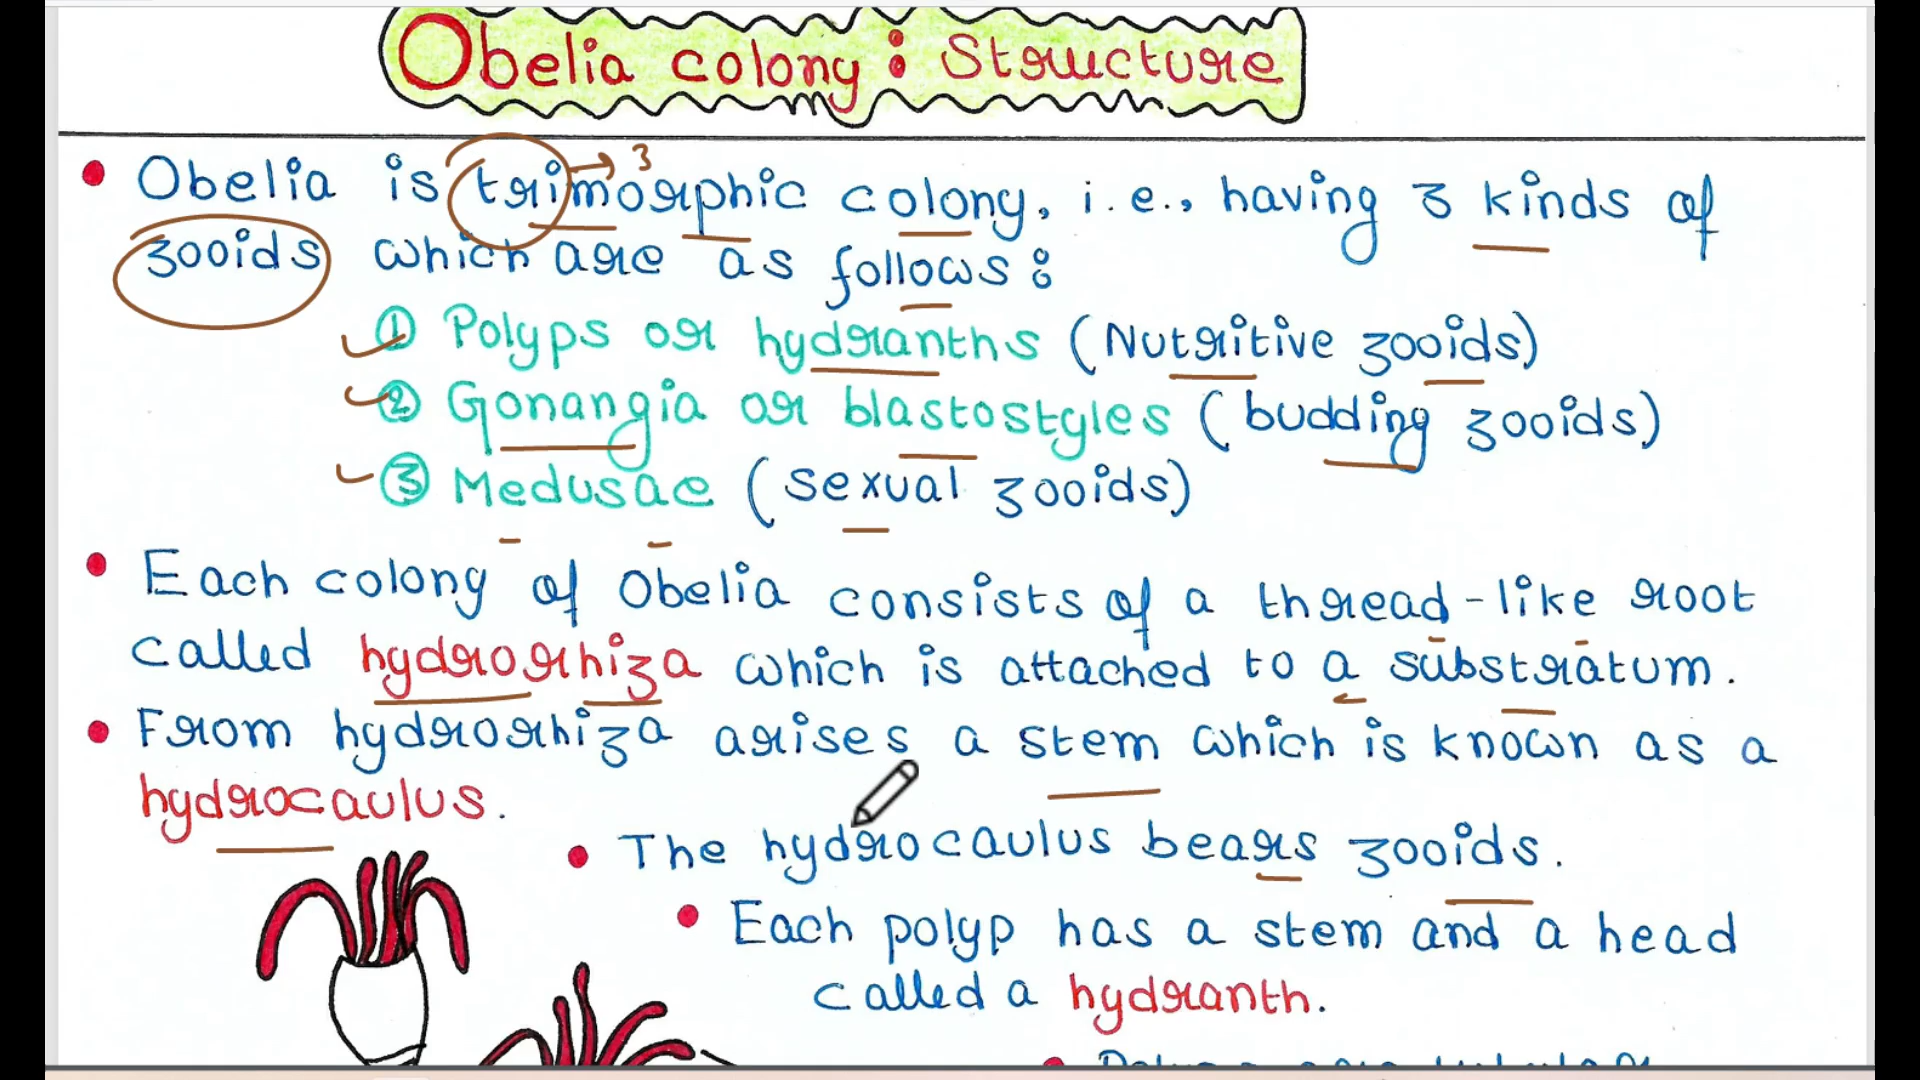 Obelia colony : Structure
• Obelia is trimorphic colony, i.e., having 3 kinds of
→ 3
zooids which are as follows :
① Polyps or hydranths (Nutritive zooids)
② Gonangia or blastostyles (budding zooids)
③ Medusae (sexual zooids)
• Each colony of Obelia consists of a thread-like root
called hydrorhiza which is attached to a substratum.
• From hydrorhiza arises a stem which is known as a
hydrocaulus.
• The hydrocaulus bears zooids.
• Each polyp has a stem and a head
called a hydranth.